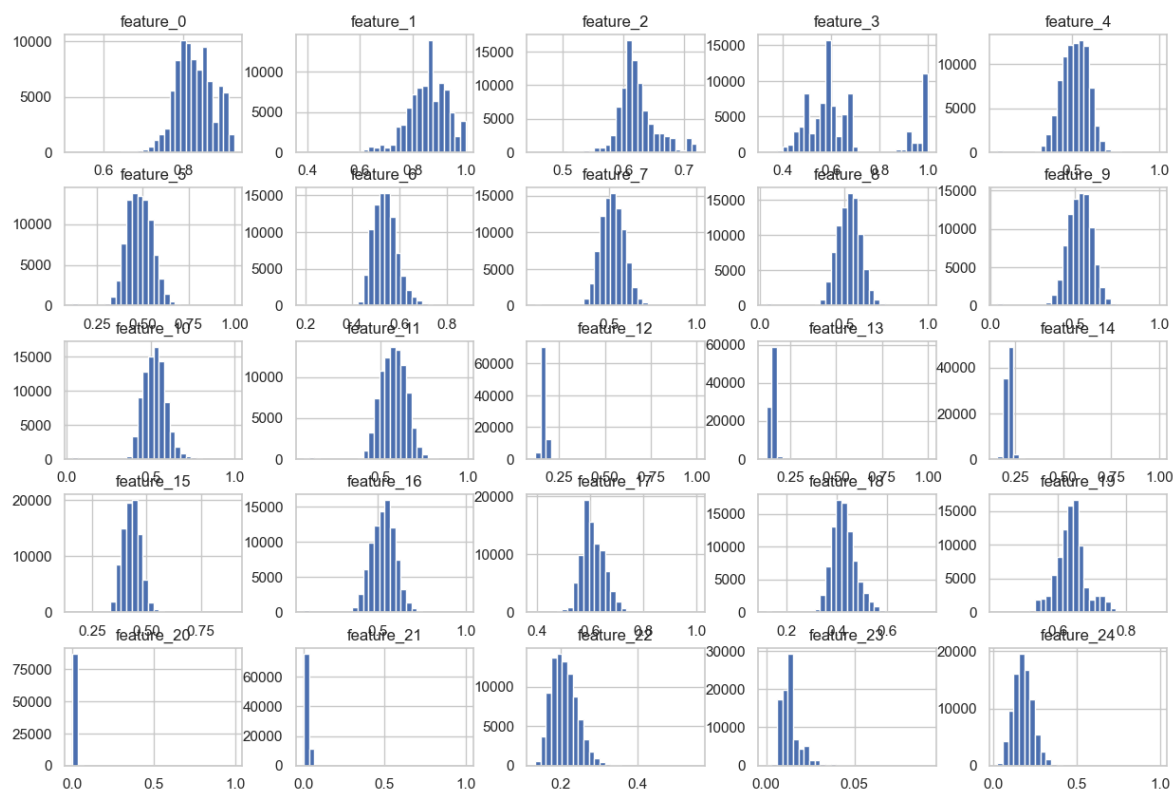 feature_0 feature_1 feature_2 feature_3 feature_4
10000 5000 0 0.6 0.8
10000 5000 0 0.4 0.6 0.8 1.0
15000 10000 5000 0 0.5 0.6 0.7
15000 10000 5000 0 0.4 0.6 0.8 1.0
10000 5000 0 0.5 1.0
feature_5 feature_6 feature_7 feature_8 feature_9
10000 5000 0 0.25 0.50 0.75 1.00
15000 10000 5000 0 0.2 0.4 0.6 0.8
15000 10000 5000 0 0.5 1.0
15000 10000 5000 0 0.0 0.5 1.0
15000 10000 5000 0 0.0 0.5 1.0
feature_10 feature_11 feature_12 feature_13 feature_14
15000 10000 5000 0 0.0 0.5 1.0
10000 5000 0 0.5 1.0
60000 40000 20000 0 0.25 0.50 0.75 1.00
60000 40000 20000 0 0.25 0.50 0.75 1.00
40000 20000 0 0.25 0.50 0.75 1.00
feature_15 feature_16 feature_17 feature_18 feature_19
20000 10000 0 0.25 0.50 0.75
15000 10000 5000 0 0.5 1.0
20000 10000 0 0.4 0.6 0.8 1.0
15000 10000 5000 0 0.2 0.4 0.6
15000 10000 5000 0 0.6 0.8
feature_20 feature_21 feature_22 feature_23 feature_24
75000 50000 25000 0 0.0 0.5 1.0
60000 40000 20000 0 0.0 0.5 1.0
10000 5000 0 0.2 0.4
30000 20000 10000 0 0.00 0.05
20000 10000 0 0.0 0.5 1.0